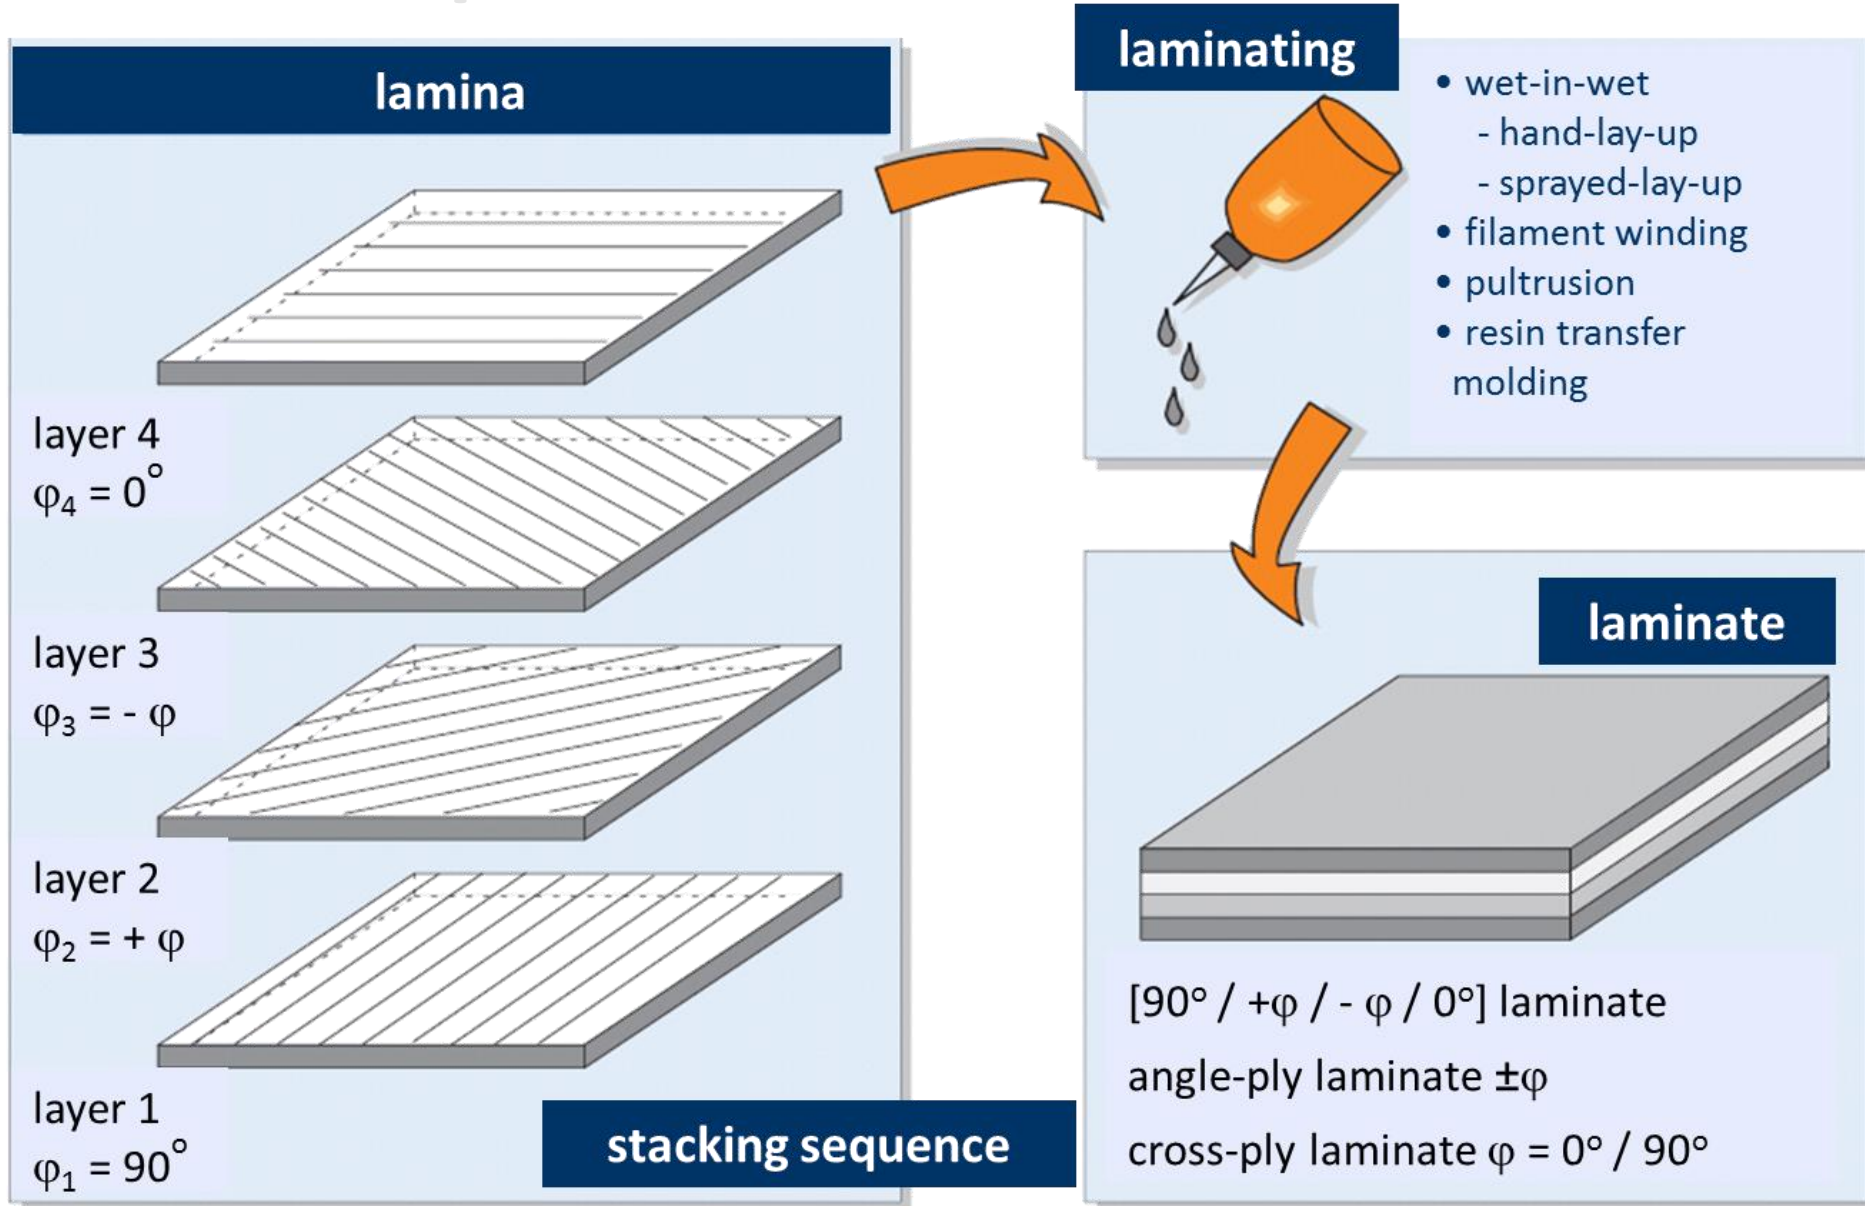 lamina
layer 4
φ₄ = 0°
layer 3
φ₃ = - φ
layer 2
φ₂ = + φ
layer 1
φ₁ = 90°
stacking sequence
laminating
• wet-in-wet
- hand-lay-up
- sprayed-lay-up
• filament winding
• pultrusion
• resin transfer
molding
laminate
[90° / +φ / - φ / 0°] laminate
angle-ply laminate ±φ
cross-ply laminate φ = 0° / 90°